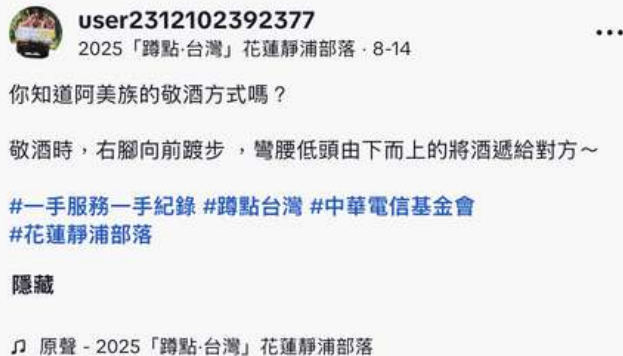 user2312102392377
2025「蹲點·台灣」花蓮靜浦部落 · 8-14
你知道阿美族的敬酒方式嗎？
敬酒時，右腳向前踱步 ，彎腰低頭由下而上的將酒遞給對方～
#一手服務一手紀錄 #蹲點台灣 #中華電信基金會
#花蓮靜浦部落
隱藏
♫ 原聲 - 2025「蹲點·台灣」花蓮靜浦部落